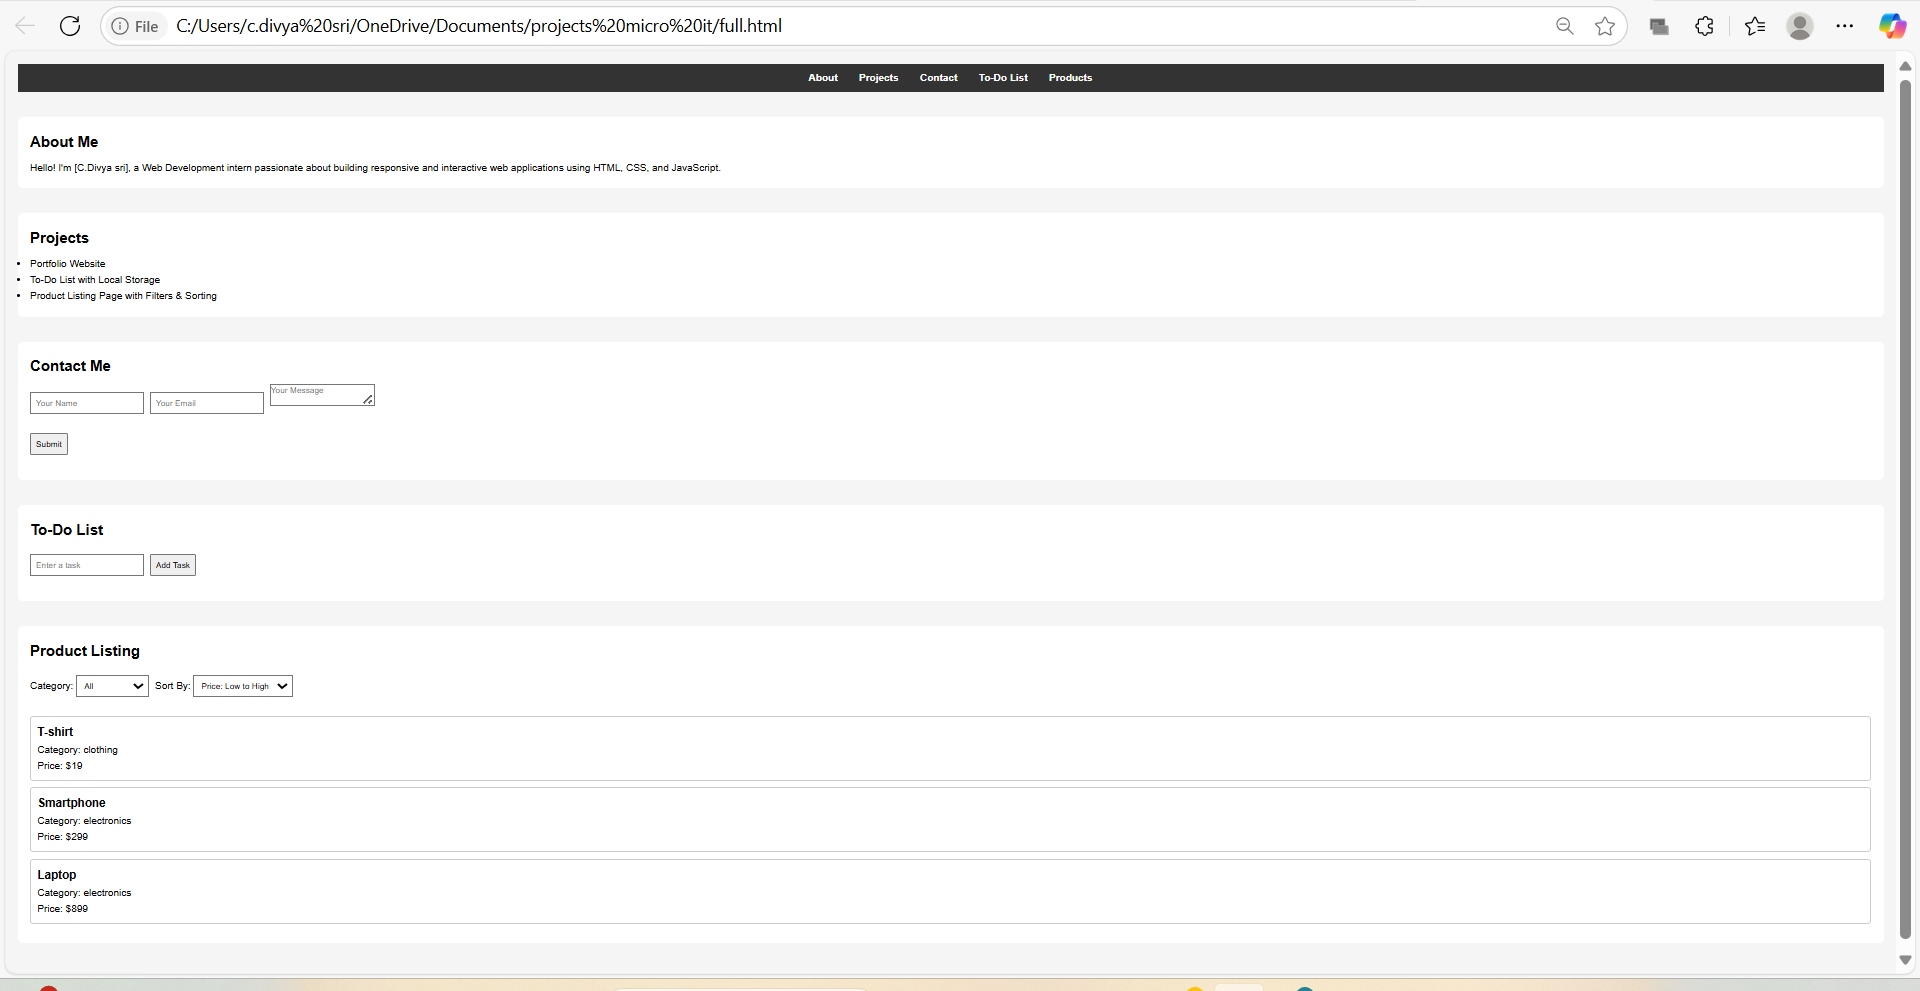 File C:/Users/c.divya%20sri/OneDrive/Documents/projects%20micro%20it/full.html
About Projects Contact To-Do List Products
About Me
Hello! I'm [C.Divya sri], a Web Development intern passionate about building responsive and interactive web applications using HTML, CSS, and JavaScript.
Projects
• Portfolio Website
• To-Do List with Local Storage
• Product Listing Page with Filters & Sorting
Contact Me
Your Name Your Email Your Message
Submit
To-Do List
Enter a task Add Task
Product Listing
Category: All Sort By: Price: Low to High
T-shirt
Category: clothing
Price: $19
Smartphone
Category: electronics
Price: $299
Laptop
Category: electronics
Price: $899